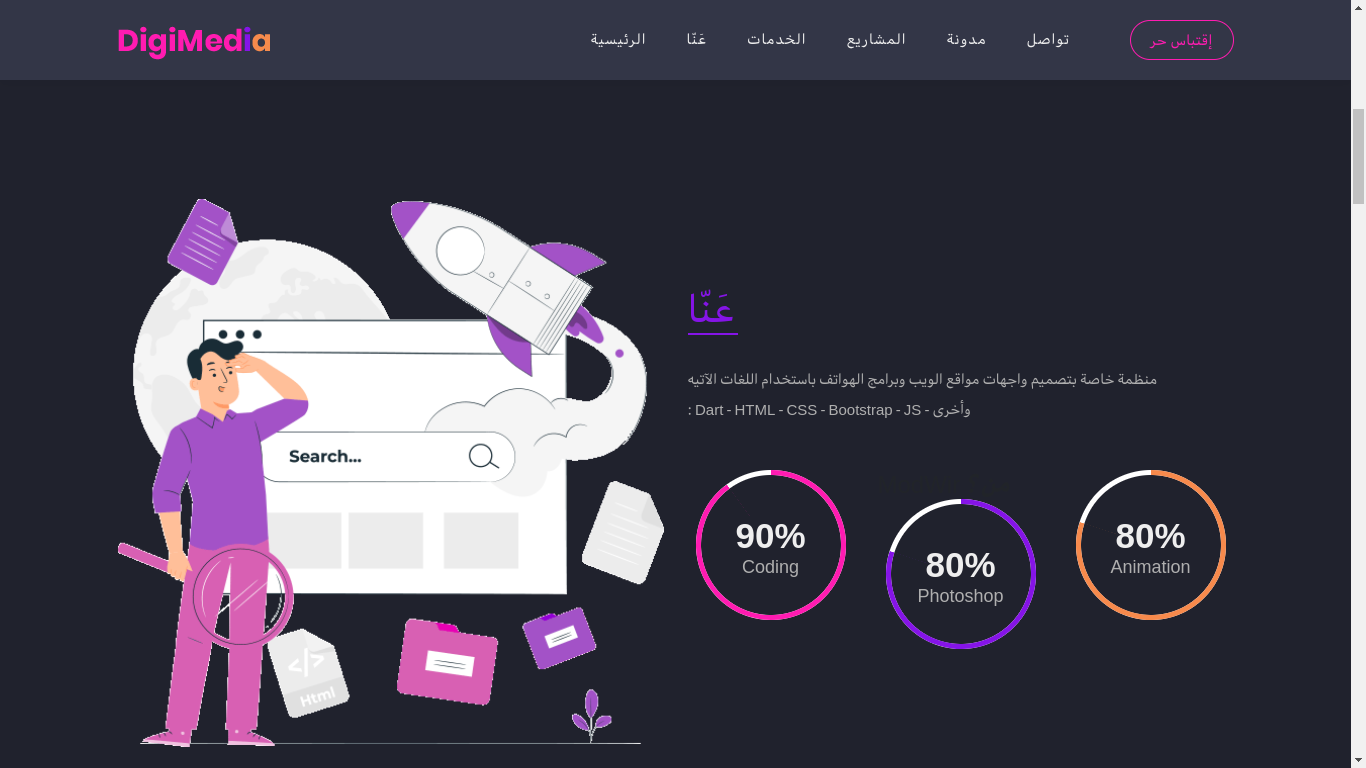 DigiMedia
الرئيسية
عَنّا
الخدمات
المشاريع
مدونة
تواصل
إقتباس حر
عَنّا
منظمة خاصة بتصميم واجهات مواقع الويب وبرامج الهواتف باستخدام اللغات الآتيه
: Dart - HTML - CSS - Bootstrap - JS - وأخرى
Search...
90%
Coding
80%
Photoshop
80%
Animation
</>
Html